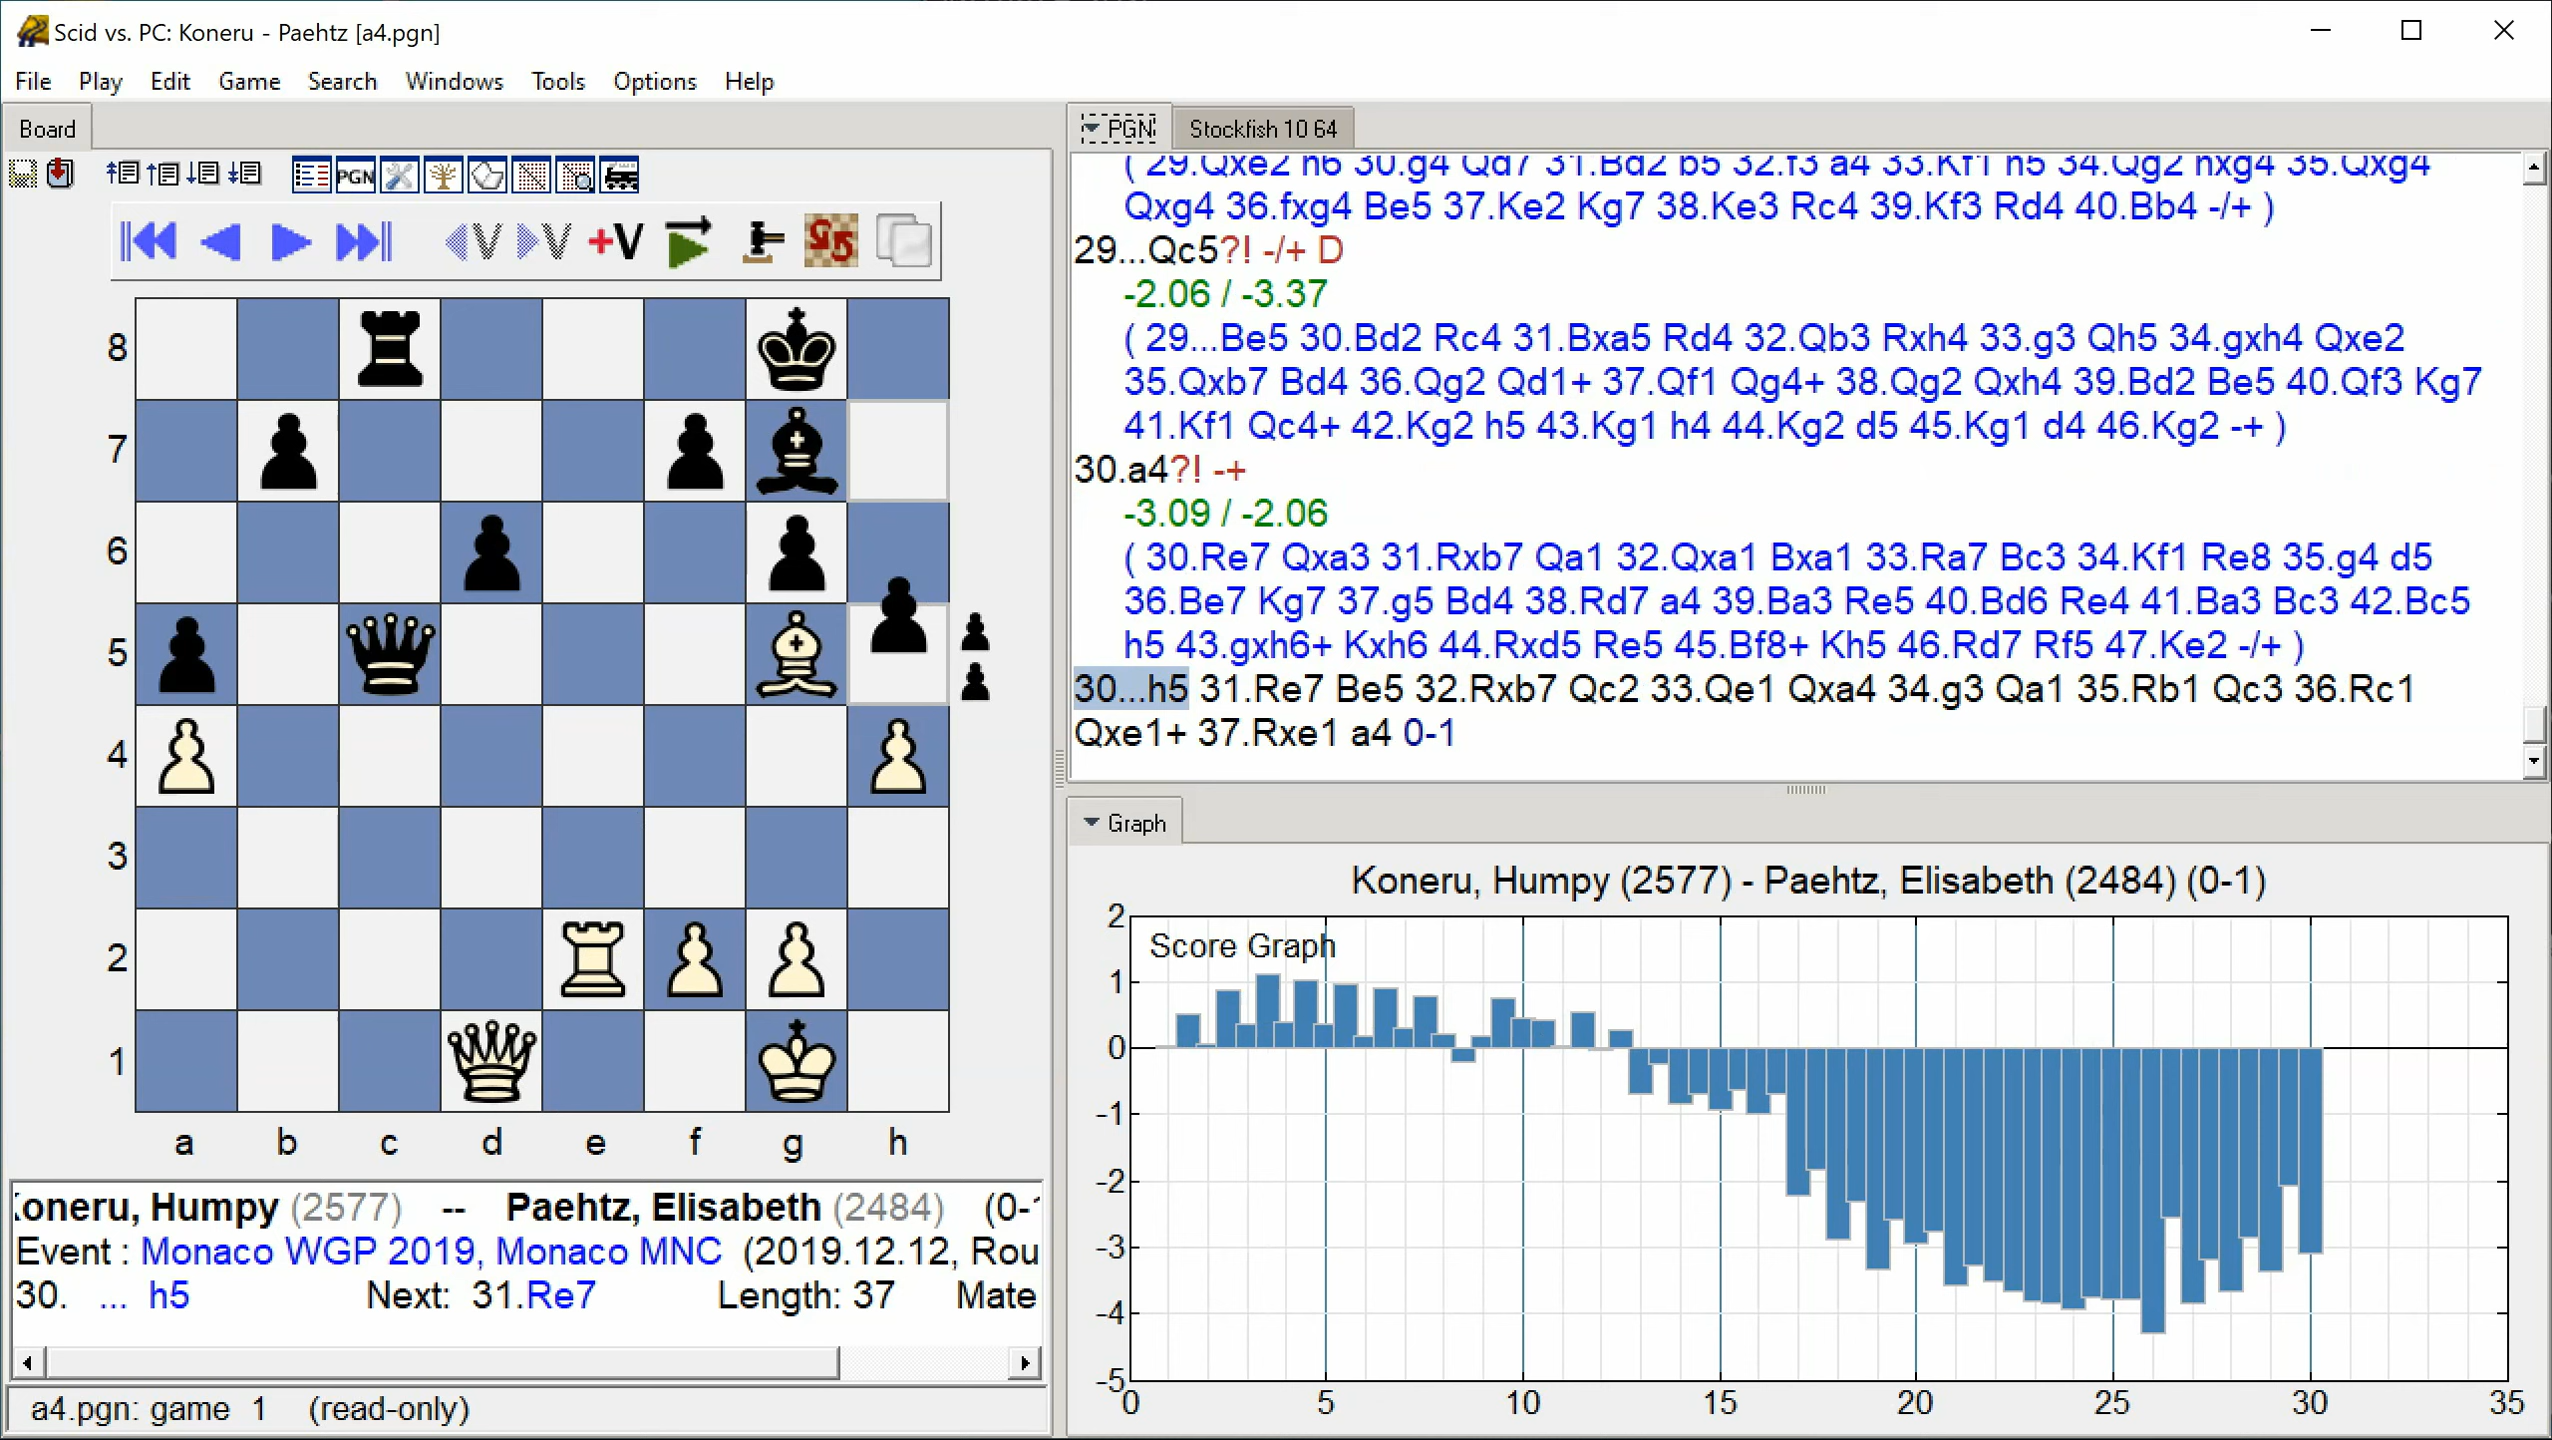 Scid vs. PC: Koneru - Paehtz [a4.pgn]
File Play Edit Game Search Windows Tools Options Help
Board
PGN
V V +V
8
7
6
5
4
3
2
1
a b c d e f g h
oneru, Humpy (2577) -- Paehtz, Elisabeth (2484) (0-1
Event : Monaco WGP 2019, Monaco MNC (2019.12.12, Rou
30. ... h5 Next: 31.Re7 Length: 37 Mate
a4.pgn: game 1 (read-only)
PGN Stockfish 10 64
( 29.Qxe2 h6 30.g4 Qd7 31.Bd2 b5 32.f3 a4 33.Kf1 h5 34.Qg2 hxg4 35.Qxg4
Qxg4 36.fxg4 Be5 37.Ke2 Kg7 38.Ke3 Rc4 39.Kf3 Rd4 40.Bb4 -/+ )
29...Qc5?! -/+ D
-2.06 / -3.37
( 29...Be5 30.Bd2 Rc4 31.Bxa5 Rd4 32.Qb3 Rxh4 33.g3 Qh5 34.gxh4 Qxe2
35.Qxb7 Bd4 36.Qg2 Qd1+ 37.Qf1 Qg4+ 38.Qg2 Qxh4 39.Bd2 Be5 40.Qf3 Kg7
41.Kf1 Qc4+ 42.Kg2 h5 43.Kg1 h4 44.Kg2 d5 45.Kg1 d4 46.Kg2 -+ )
30.a4?! -+
-3.09 / -2.06
( 30.Re7 Qxa3 31.Rxb7 Qa1 32.Qxa1 Bxa1 33.Ra7 Bc3 34.Kf1 Re8 35.g4 d5
36.Be7 Kg7 37.g5 Bd4 38.Rd7 a4 39.Ba3 Re5 40.Bd6 Re4 41.Ba3 Bc3 42.Bc5
h5 43.gxh6+ Kxh6 44.Rxd5 Re5 45.Bf8+ Kh5 46.Rd7 Rf5 47.Ke2 -/+ )
30...h5 31.Re7 Be5 32.Rxb7 Qc2 33.Qe1 Qxa4 34.g3 Qa1 35.Rb1 Qc3 36.Rc1
Qxe1+ 37.Rxe1 a4 0-1
Graph
Koneru, Humpy (2577) - Paehtz, Elisabeth (2484) (0-1)
Score Graph
2
1
0
-1
-2
-3
-4
-5
0 5 10 15 20 25 30 35